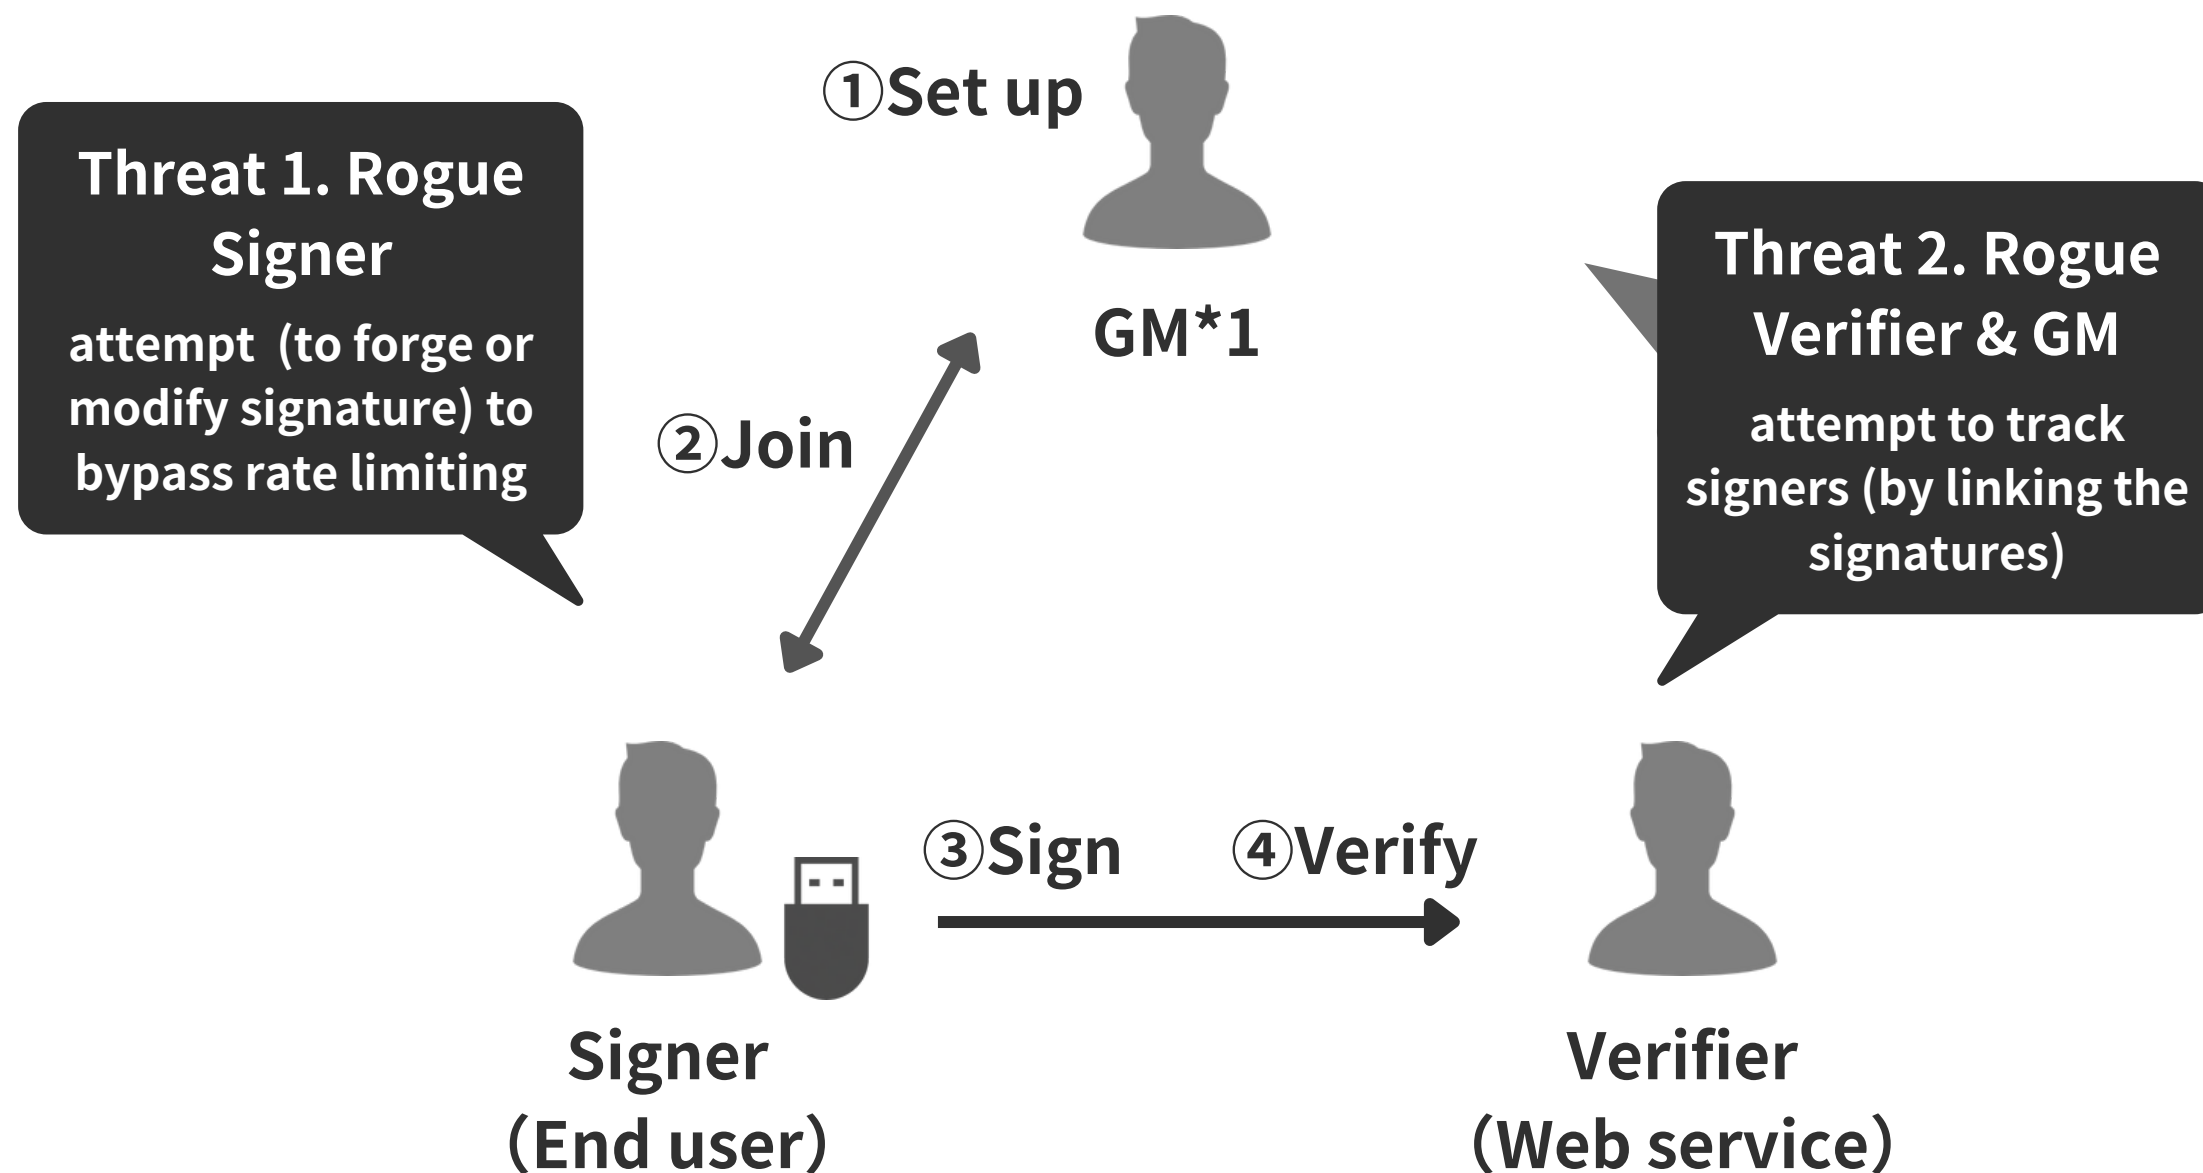 ①Set up
Threat 1. Rogue
Signer
attempt (to forge or
modify signature) to
bypass rate limiting
Threat 2. Rogue
Verifier & GM
attempt to track
signers (by linking the
signatures)
GM*1
②Join
③Sign
④Verify
Signer
（End user）
Verifier
（Web service）